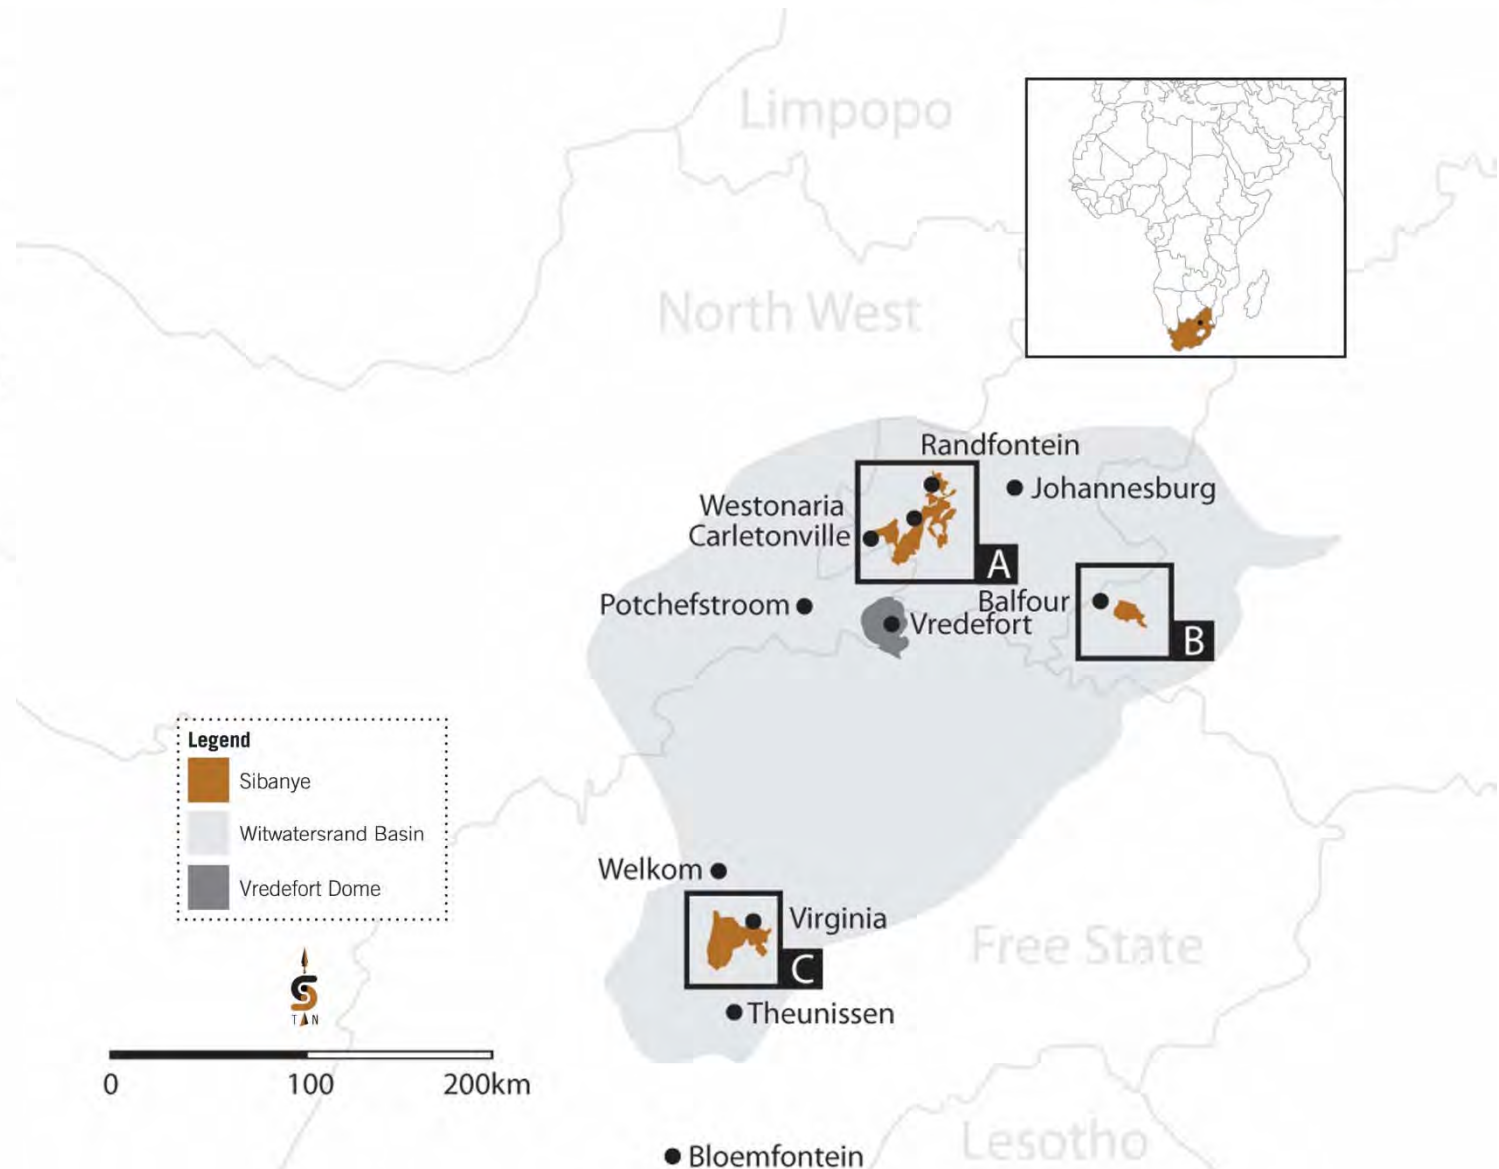 Limpopo
North West
Randfontein
Johannesburg
Westonaria
Carletonville
A
Potchefstroom
Balfour
Vredefort
B
Legend
Sibanye
Witwatersrand Basin
Vredefort Dome
Welkom
Virginia
C
Free State
Theunissen
T N
0 100 200km
Lesotho
Bloemfontein